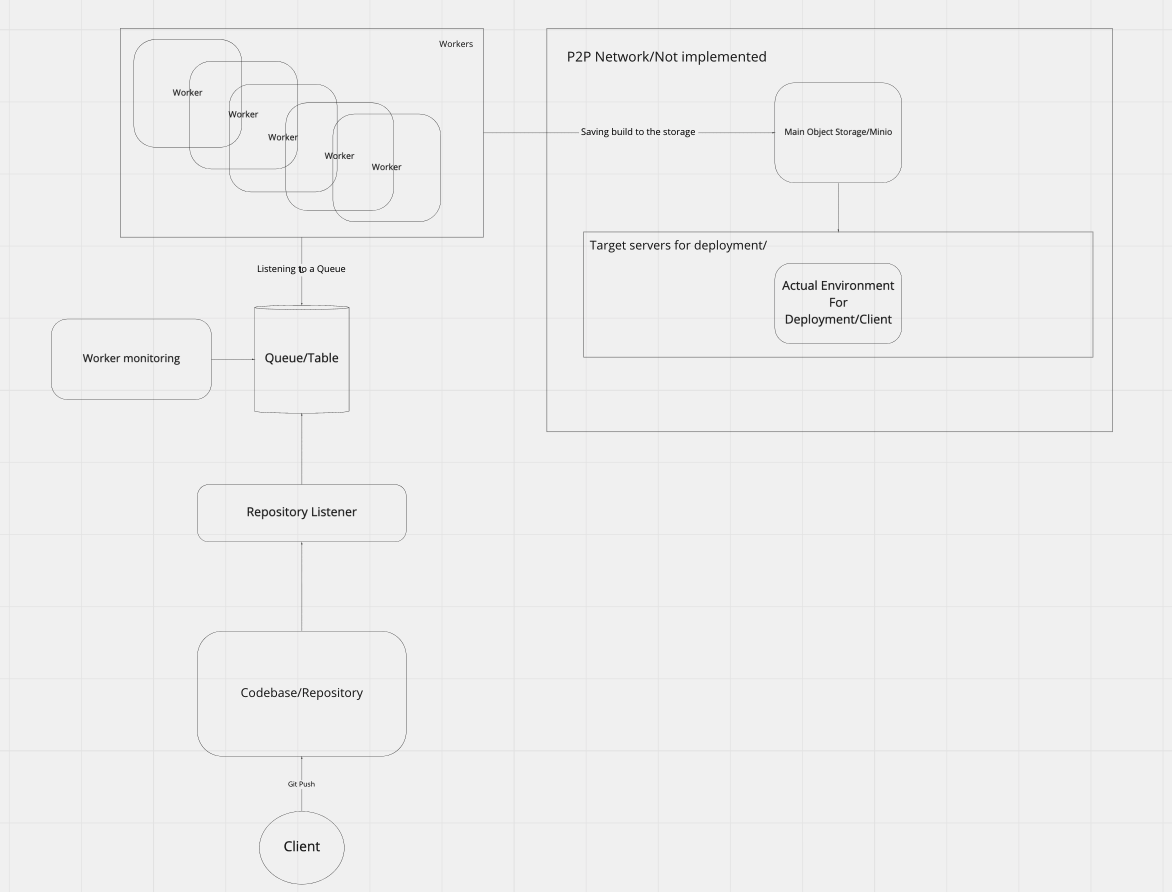 Workers
Worker
Worker
Worker
Worker
Worker
P2P Network/Not implemented
Saving build to the storage
Main Object Storage/Minio
Target servers for deployment/
Actual Environment
For
Deployment/Client
Listening to a Queue
Worker monitoring
Queue/Table
Repository Listener
Codebase/Repository
Git Push
Client